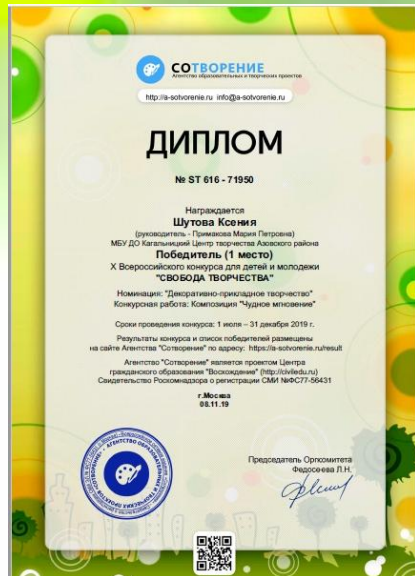 СОТВОРЕНИЕ
Агентство образовательных и творческих проектов
http://a-sotvorenie.ru info@a-sotvorenie.ru
ДИПЛОМ
№ ST 616 - 71950
Награждается
Шутова Ксения
(руководитель - Примакова Мария Петровна)
МБУ ДО Кагальницкий Центр творчества Азовского района
Победитель (1 место)
X Всероссийского конкурса для детей и молодежи
"СВОБОДА ТВОРЧЕСТВА"
Номинация: "Декоративно-прикладное творчество"
Конкурсная работа: Композиция "Чудное мгновение"
Сроки проведения конкурса: 1 июля – 31 декабря 2019 г.
Результаты конкурса и список победителей размещены
на сайте Агентства "Сотворение" по адресу: https://a-sotvorenie.ru/result
Агентство "Сотворение" является проектом Центра
гражданского образования "Восхождение" (http://civiledu.ru)
Свидетельство Роскомнадзора о регистрации СМИ №ФС77-56431
г.Москва
08.11.19
Председатель Оргкомитета
Федосеева Л.Н.